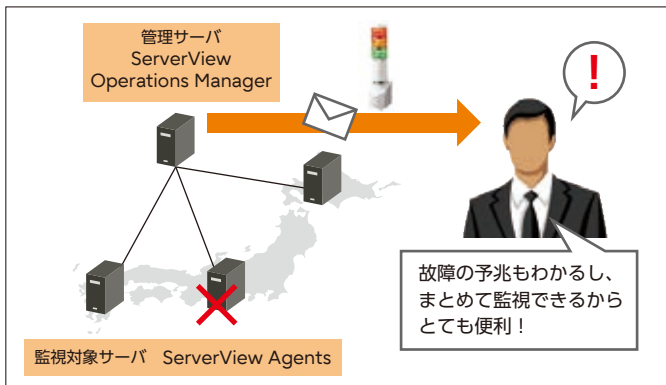 管理サーバ
ServerView
Operations Manager
!
故障の予兆もわかるし、
まとめて監視できるから
とても便利！
監視対象サーバ ServerView Agents